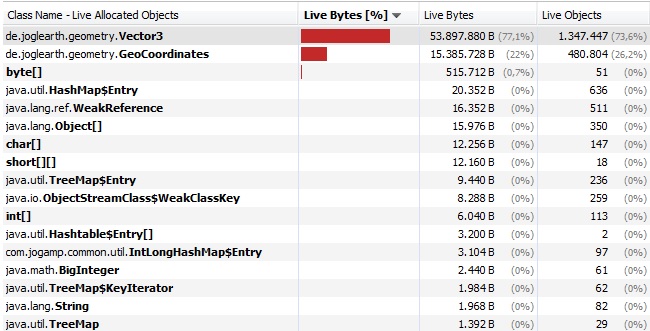 Class Name - Live Allocated Objects Live Bytes [%] Live Bytes Live Objects
de.joglearth.geometry.Vector3 53.897.880 B (77,1%) 1.347.447 (73,6%)
de.joglearth.geometry.GeoCoordinates 15.385.728 B (22%) 480.804 (26,2%)
byte[] 515.712 B (0,7%) 51 (0%)
java.util.HashMap$Entry 20.352 B (0%) 636 (0%)
java.lang.ref.WeakReference 16.352 B (0%) 511 (0%)
java.lang.Object[] 15.976 B (0%) 350 (0%)
char[] 12.256 B (0%) 147 (0%)
short[][] 12.160 B (0%) 18 (0%)
java.util.TreeMap$Entry 9.440 B (0%) 236 (0%)
java.io.ObjectStreamClass$WeakClassKey 8.288 B (0%) 259 (0%)
int[] 6.040 B (0%) 113 (0%)
java.util.Hashtable$Entry[] 3.200 B (0%) 2 (0%)
com.jogamp.common.util.IntLongHashMap$Entry 3.104 B (0%) 97 (0%)
java.math.BigInteger 2.440 B (0%) 61 (0%)
java.util.TreeMap$KeyIterator 1.984 B (0%) 62 (0%)
java.lang.String 1.968 B (0%) 82 (0%)
java.util.TreeMap 1.392 B (0%) 29 (0%)